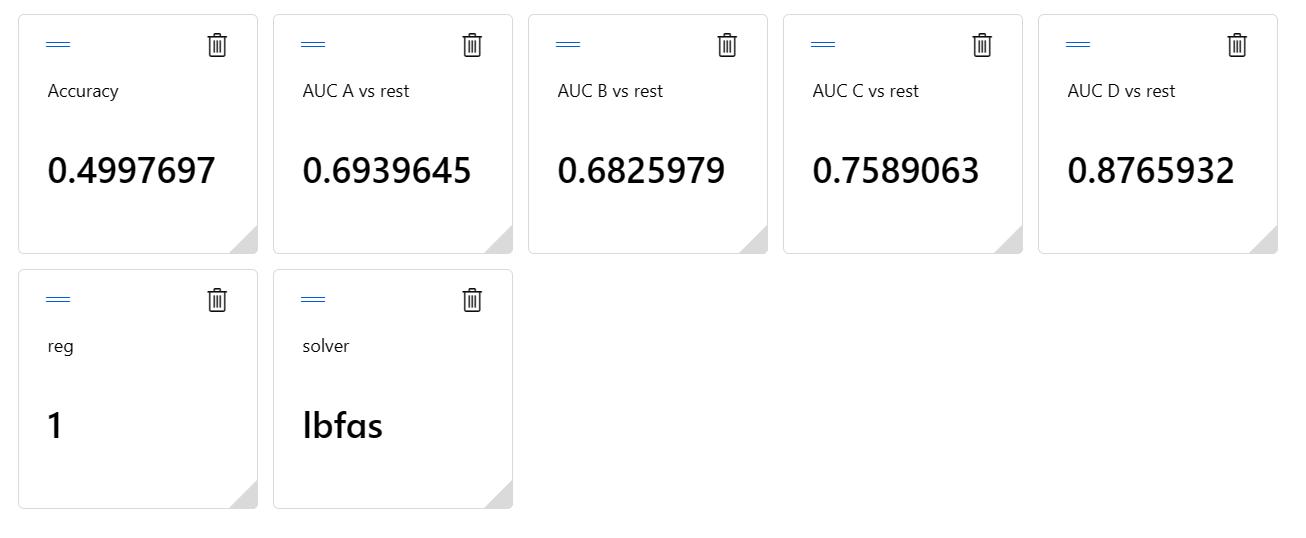 Accuracy
0.4997697
AUC A vs rest
0.6939645
AUC B vs rest
0.6825979
AUC C vs rest
0.7589063
AUC D vs rest
0.8765932
reg
1
solver
lbfas